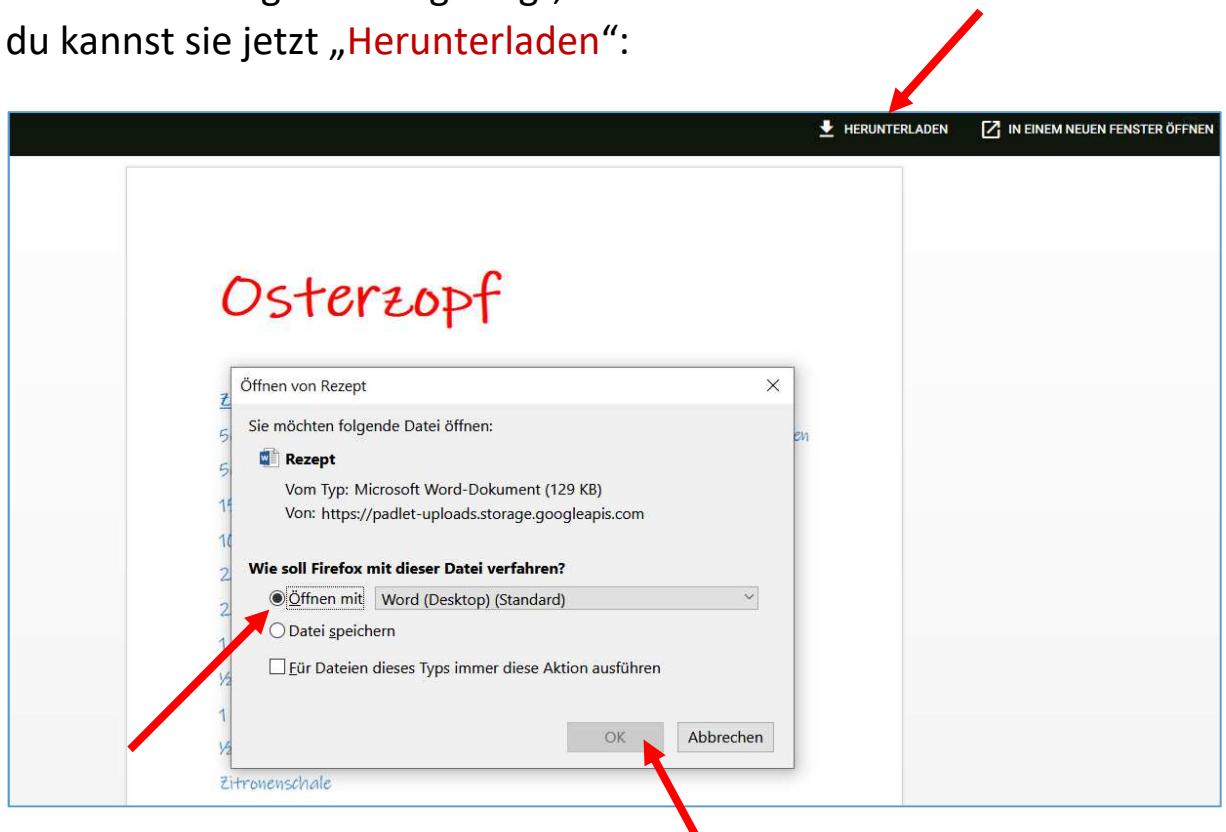 du kannst sie jetzt „Herunterladen“:
HERUNTERLADEN IN EINEM NEUEN FENSTER ÖFFNEN
Osterzopf
Öffnen von Rezept
Sie möchten folgende Datei öffnen:
Rezept
Vom Typ: Microsoft Word-Dokument (129 KB)
Von: https://padlet-uploads.storage.googleapis.com
Wie soll Firefox mit dieser Datei verfahren?
Öffnen mit Word (Desktop) (Standard)
Datei speichern
Für Dateien dieses Typs immer diese Aktion ausführen
OK Abbrechen
Zitronenschale